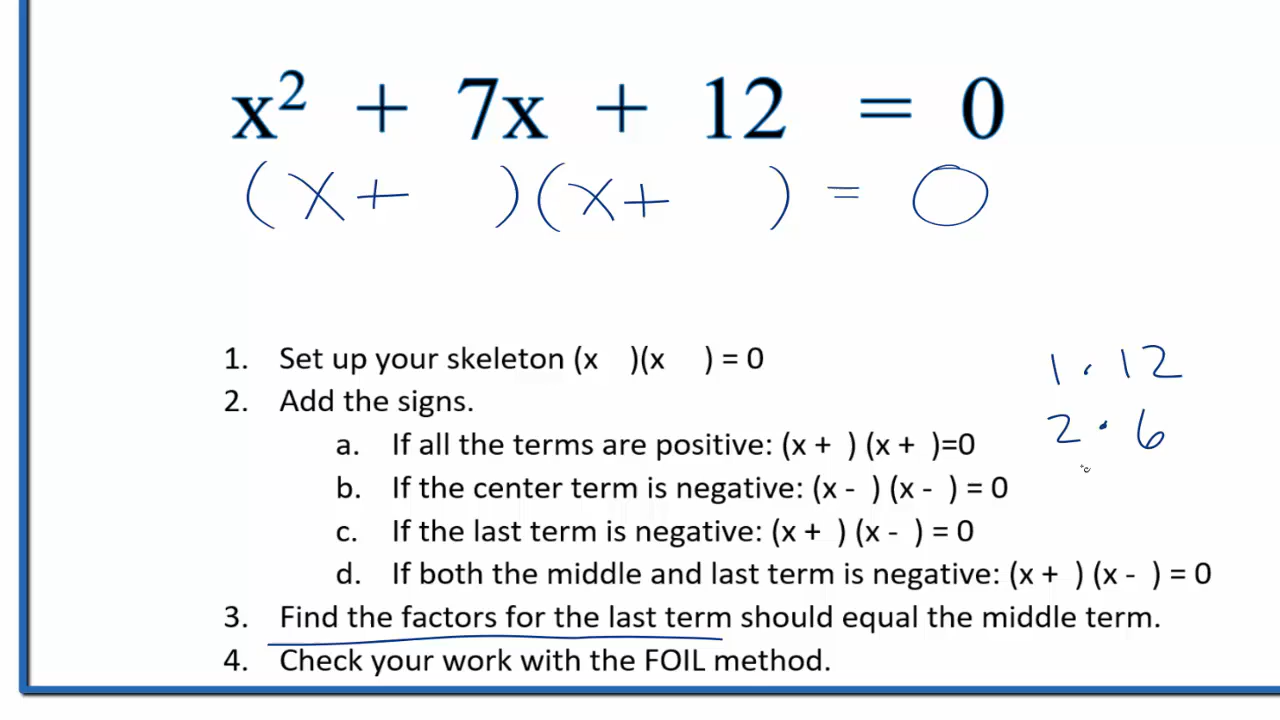 x² + 7x + 12 = 0
(x+ )(x+ ) = 0
1. Set up your skeleton (x )(x ) = 0
1 · 12
2. Add the signs.
2 · 6
a. If all the terms are positive: (x + ) (x + )=0
b. If the center term is negative: (x - ) (x - ) = 0
c. If the last term is negative: (x + ) (x - ) = 0
d. If both the middle and last term is negative: (x + ) (x - ) = 0
3. Find the factors for the last term should equal the middle term.
4. Check your work with the FOIL method.